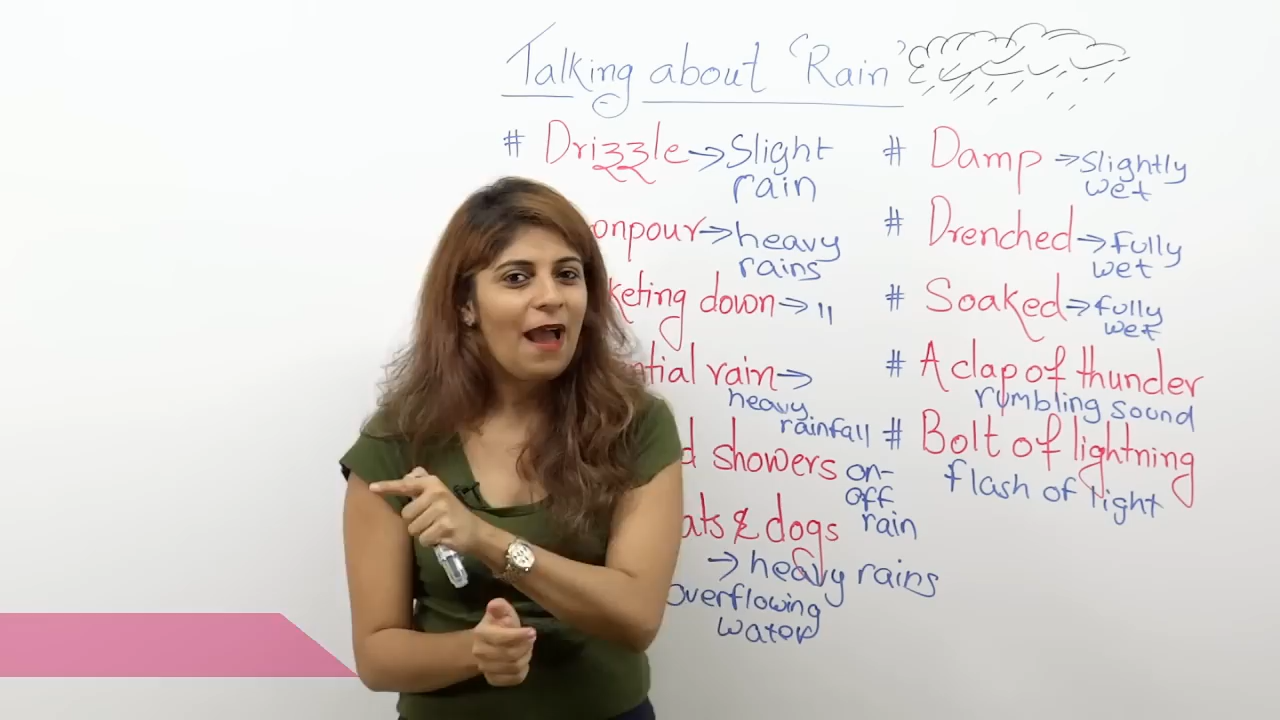 Talking about 'Rain'
# Drizzle → Slight
rain
onpour → heavy
rains
keting down → "
ntial rain →
heavy
rainfall
d showers on-
off
rain
ats & dogs
→ heavy rains
overflowing
water
# Damp → Slightly
wet
# Drenched → fully
wet
# Soaked → fully
wet
# A clap of thunder
rumbling sound
# Bolt of lightning
flash of light